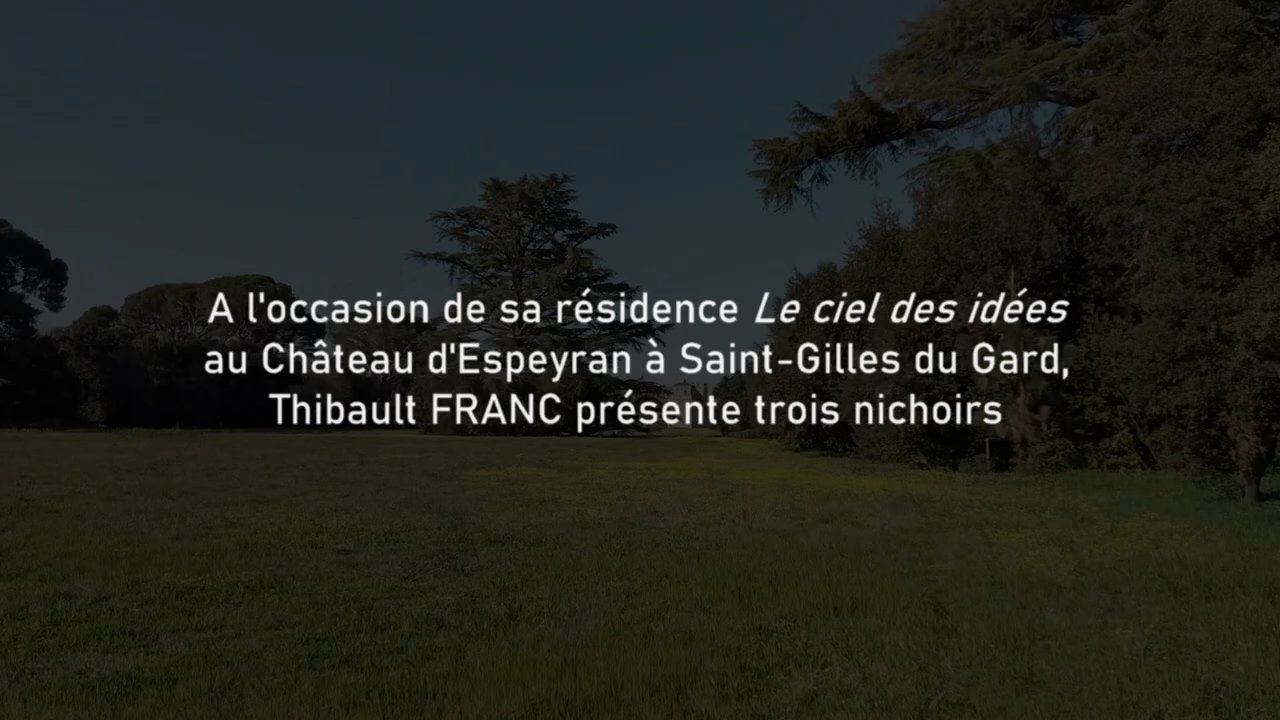 A l'occasion de sa résidence Le ciel des idées
au Château d'Espeyran à Saint-Gilles du Gard,
Thibault FRANC présente trois nichoirs